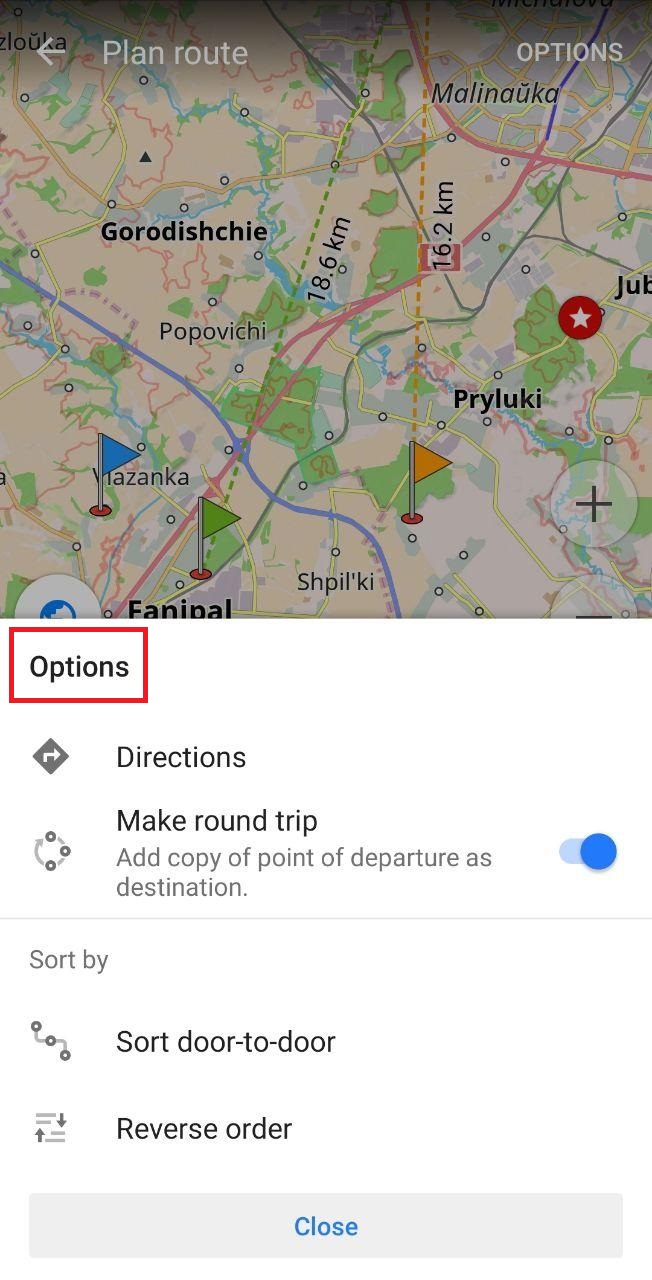 Michalova
zloŭka
Plan route
OPTIONS
Malinaŭka
16.2 km
18.6 km
Gorodishchie
Jub
Popovichi
Pryluki
a
Viazanka
Shpil'ki
Fanipal
Options
Directions
Make round trip
Add copy of point of departure as
destination.
Sort by
Sort door-to-door
Reverse order
Close